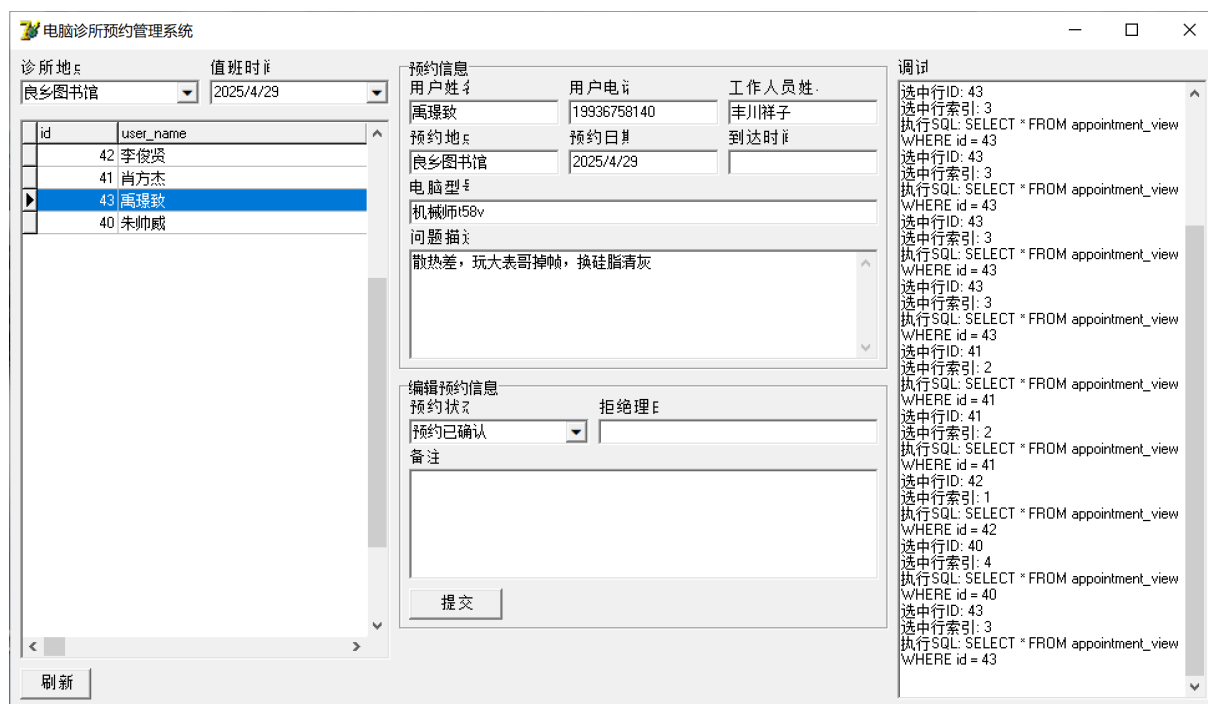 电脑诊所预约管理系统
诊所地
值班时
良乡图书馆
2025/4/29
id user_name
42 李俊贤
41 肖方杰
43 禹璟致
40 朱帅威
刷新
预约信息
用户姓
用户电
工作人员姓
禹璟致
19936758140
丰川祥子
预约地
预约日
到达时
良乡图书馆
2025/4/29
电脑型
机械师t58v
问题描
散热差，玩大表哥掉帧，换硅脂清灰
编辑预约信息
预约状
拒绝理
预约已确认
备注
提交
调试
选中行ID: 43
选中行索引: 3
执行SQL: SELECT * FROM appointment_view
WHERE id = 43
选中行ID: 43
选中行索引: 3
执行SQL: SELECT * FROM appointment_view
WHERE id = 43
选中行ID: 43
选中行索引: 3
执行SQL: SELECT * FROM appointment_view
WHERE id = 43
选中行ID: 43
选中行索引: 3
执行SQL: SELECT * FROM appointment_view
WHERE id = 43
选中行ID: 41
选中行索引: 2
执行SQL: SELECT * FROM appointment_view
WHERE id = 41
选中行ID: 41
选中行索引: 2
执行SQL: SELECT * FROM appointment_view
WHERE id = 41
选中行ID: 42
选中行索引: 1
执行SQL: SELECT * FROM appointment_view
WHERE id = 42
选中行ID: 40
选中行索引: 4
执行SQL: SELECT * FROM appointment_view
WHERE id = 40
选中行ID: 43
选中行索引: 3
执行SQL: SELECT * FROM appointment_view
WHERE id = 43